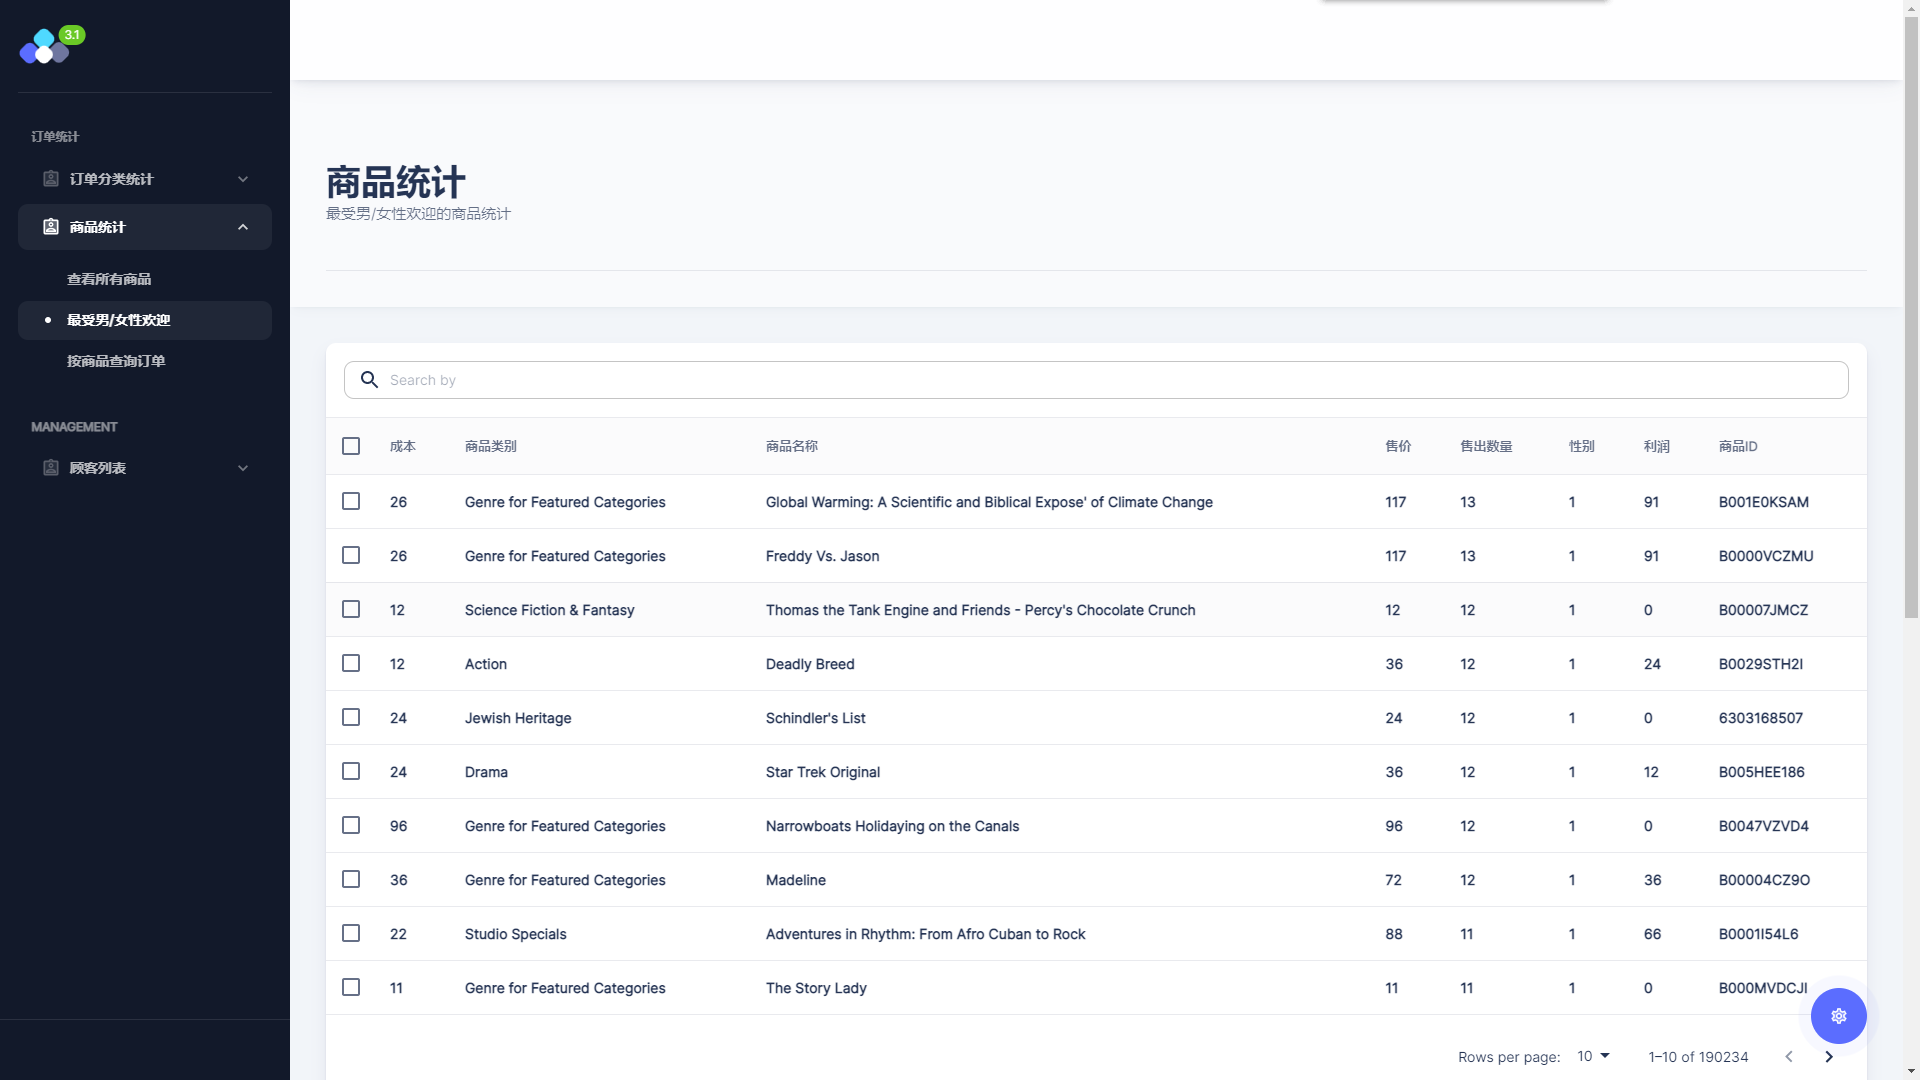 3.1
订单统计
订单分类统计
商品统计
查看所有商品
最受男/女性欢迎
按商品查询订单
MANAGEMENT
顾客列表
商品统计
最受男/女性欢迎的商品统计
Search by
成本 商品类别 商品名称 售价 售出数量 性别 利润 商品ID
26 Genre for Featured Categories Global Warming: A Scientific and Biblical Expose' of Climate Change 117 13 1 91 B001E0KSAM
26 Genre for Featured Categories Freddy Vs. Jason 117 13 1 91 B0000VCZMU
12 Science Fiction & Fantasy Thomas the Tank Engine and Friends - Percy's Chocolate Crunch 12 12 1 0 B00007JMCZ
12 Action Deadly Breed 36 12 1 24 B0029STH2I
24 Jewish Heritage Schindler's List 24 12 1 0 6303168507
24 Drama Star Trek Original 36 12 1 12 B005HEE186
96 Genre for Featured Categories Narrowboats Holidaying on the Canals 96 12 1 0 B0047VZVD4
36 Genre for Featured Categories Madeline 72 12 1 36 B00004CZ9O
22 Studio Specials Adventures in Rhythm: From Afro Cuban to Rock 88 11 1 66 B0001I54L6
11 Genre for Featured Categories The Story Lady 11 11 1 0 B000MVDCJI
Rows per page: 10 1–10 of 190234